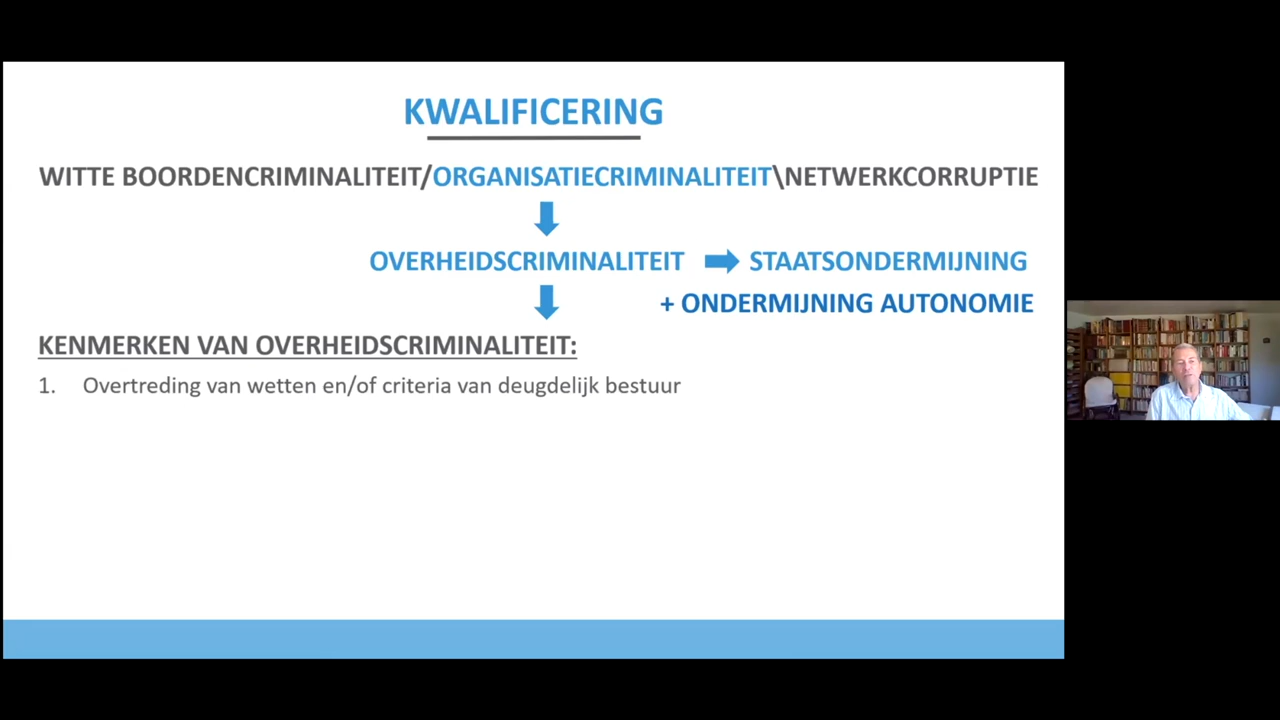 KWALIFICERING
WITTE BOORDENCRIMINALITEIT/ORGANISATIECRIMINALITEIT\NETWERKCORRUPTIE
OVERHEIDSCRIMINALITEIT STAATSONDERMIJNING
+ ONDERMIJNING AUTONOMIE
KENMERKEN VAN OVERHEIDSCRIMINALITEIT:
1. Overtreding van wetten en/of criteria van deugdelijk bestuur